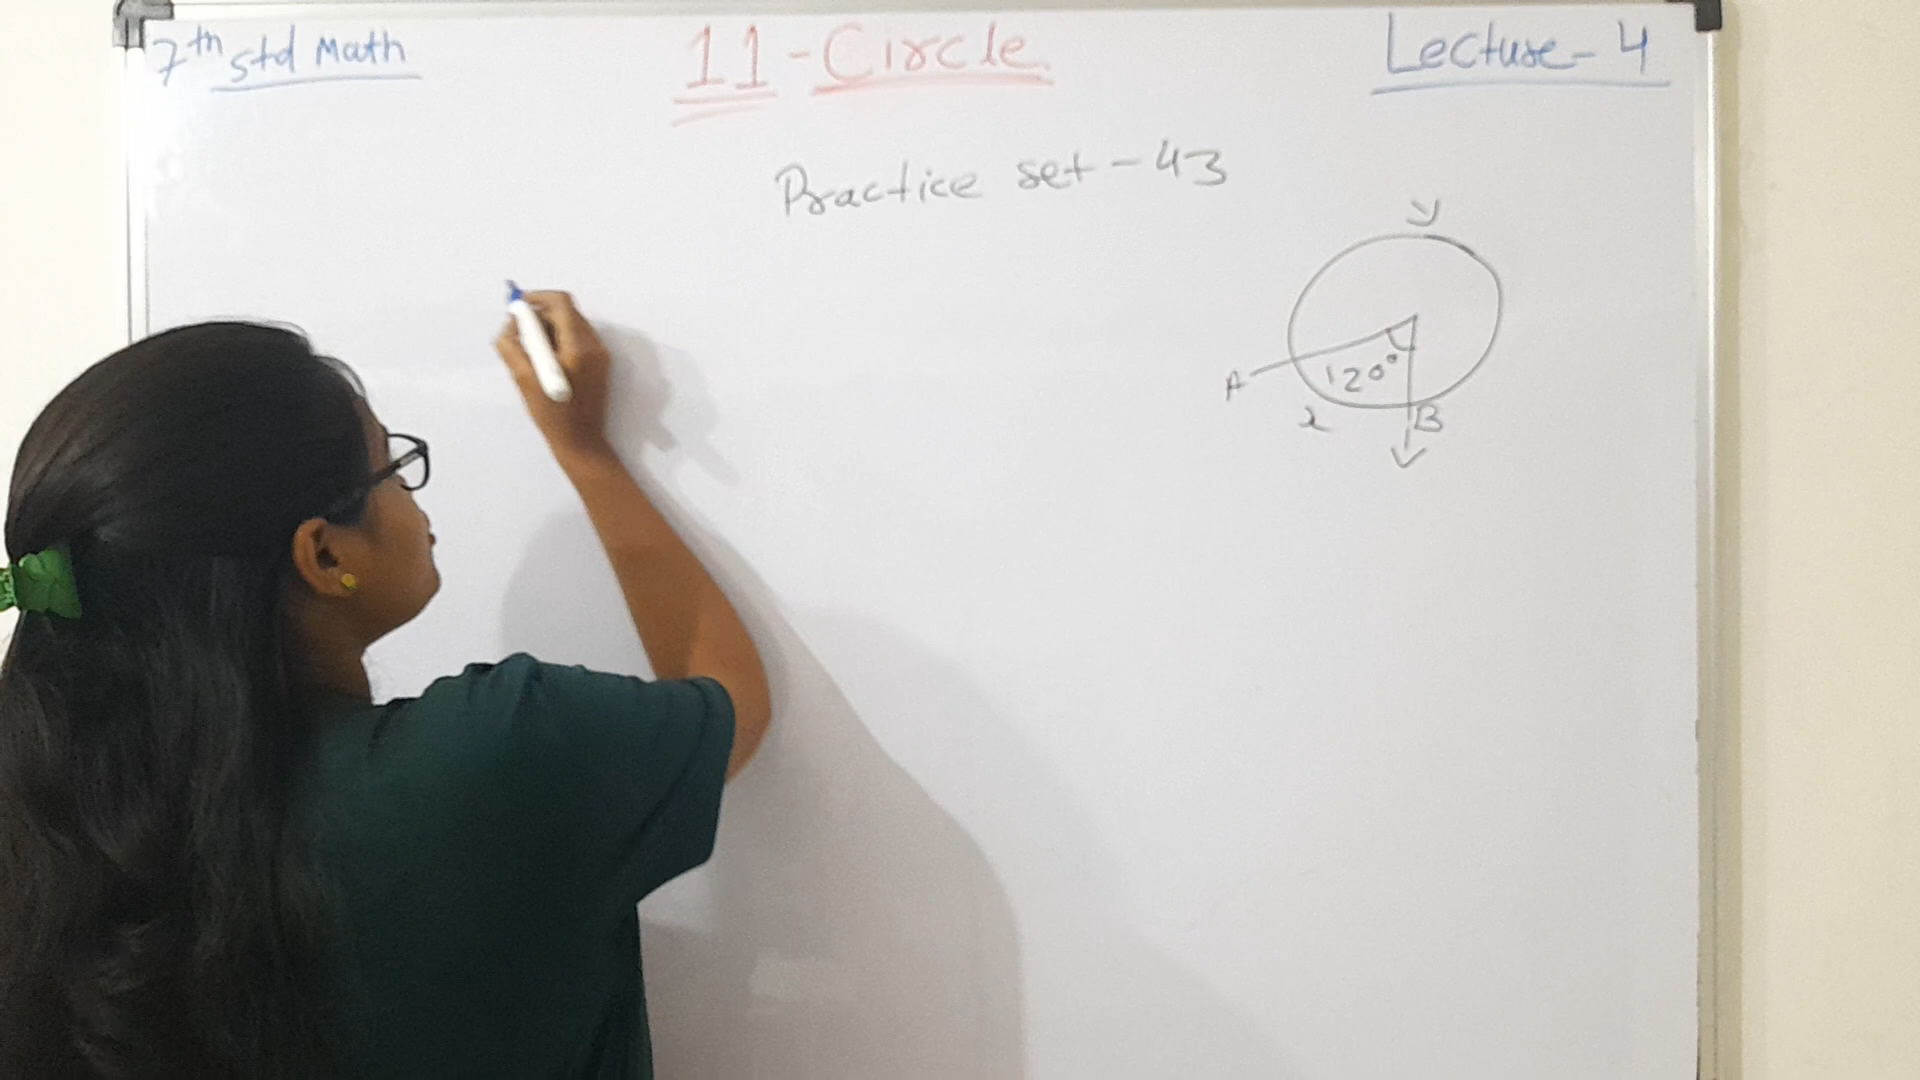 7th std Math
11 - Circle
Lecture - 4
Practice set - 43
y
A
120°
x
B